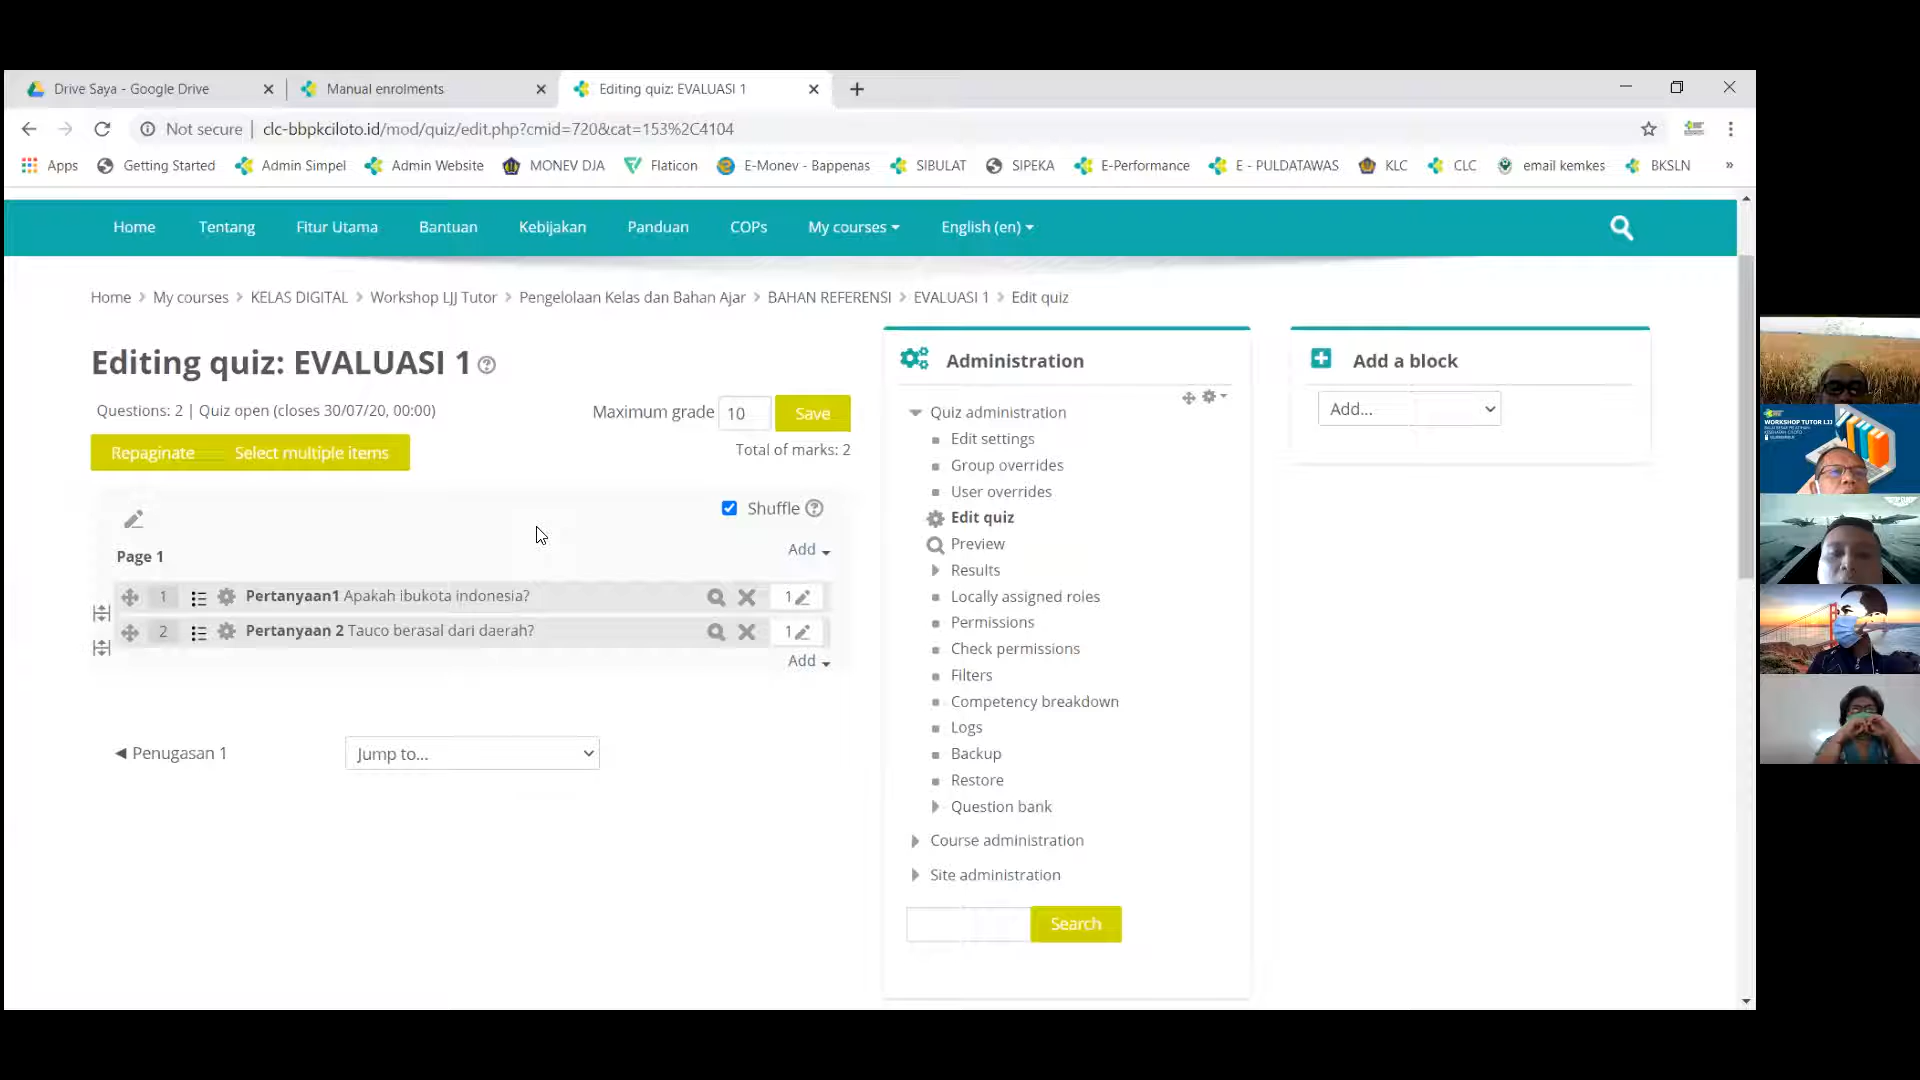 Drive Saya - Google Drive
Manual enrolments
Editing quiz: EVALUASI 1
Not secure | clc-bbpkciloto.id/mod/quiz/edit.php?cmid=720&cat=153%2C4104
Apps Getting Started Admin Simpel Admin Website MONEV DJA Flaticon E-Monev - Bappenas SIBULAT SIPEKA E-Performance E - PULDATAWAS KLC CLC email kemkes BKSLN »
Home Tentang Fitur Utama Bantuan Kebijakan Panduan COPs My courses English (en)
Home > My courses > KELAS DIGITAL > Workshop LJJ Tutor > Pengelolaan Kelas dan Bahan Ajar > BAHAN REFERENSI > EVALUASI 1 > Edit quiz
Editing quiz: EVALUASI 1
Questions: 2 | Quiz open (closes 30/07/20, 00:00)
Maximum grade 10 Save
Total of marks: 2
Repaginate Select multiple items
Shuffle
Page 1
Add
1 Pertanyaan1 Apakah ibukota indonesia? 1
2 Pertanyaan 2 Tauco berasal dari daerah? 1
Add
◀ Penugasan 1
Jump to...
Administration
Quiz administration
Edit settings
Group overrides
User overrides
Edit quiz
Preview
Results
Locally assigned roles
Permissions
Check permissions
Filters
Competency breakdown
Logs
Backup
Restore
Question bank
Course administration
Site administration
Search
Add a block
Add...
WORKSHOP TUTOR LJJ